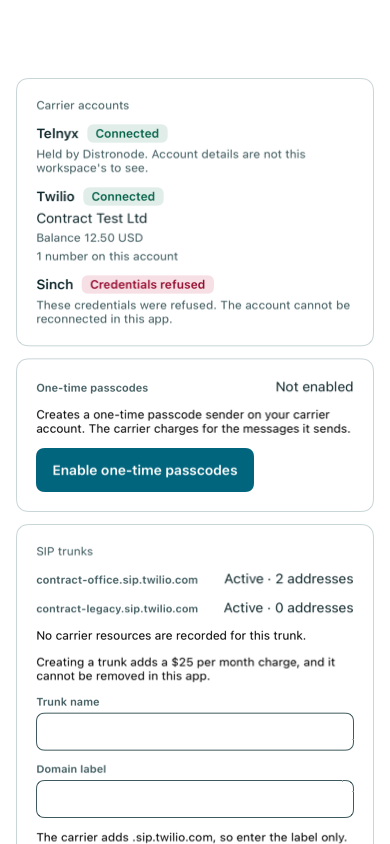 Carrier accounts
Telnyx Connected
Held by Distronode. Account details are not this
workspace's to see.
Twilio Connected
Contract Test Ltd
Balance 12.50 USD
1 number on this account
Sinch Credentials refused
These credentials were refused. The account cannot be
reconnected in this app.
One-time passcodes Not enabled
Creates a one-time passcode sender on your carrier
account. The carrier charges for the messages it sends.
Enable one-time passcodes
SIP trunks
contract-office.sip.twilio.com Active · 2 addresses
contract-legacy.sip.twilio.com Active · 0 addresses
No carrier resources are recorded for this trunk.
Creating a trunk adds a $25 per month charge, and it
cannot be removed in this app.
Trunk name
Domain label
The carrier adds .sip.twilio.com, so enter the label only.